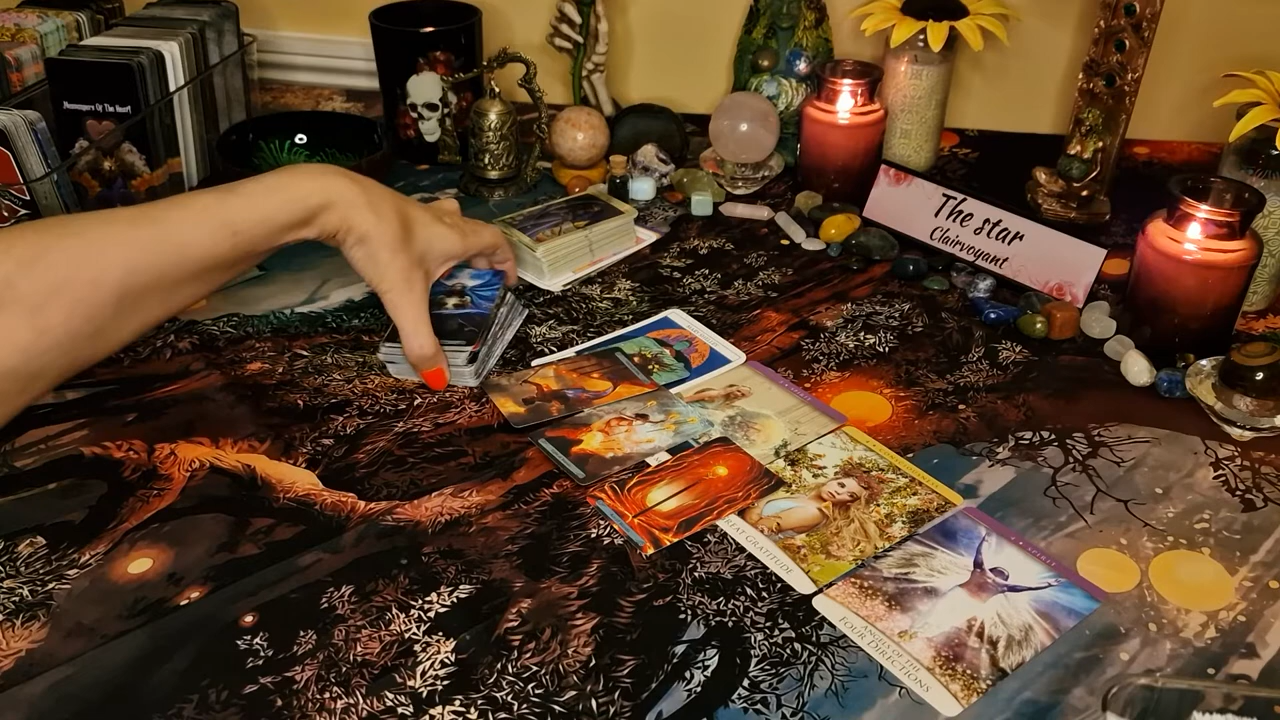 Messengers Of The Heart
The star
Clairvoyant
GREAT GRATITUDE
SPIRIT
ANGELS OF THE
FOUR DIRECTIONS